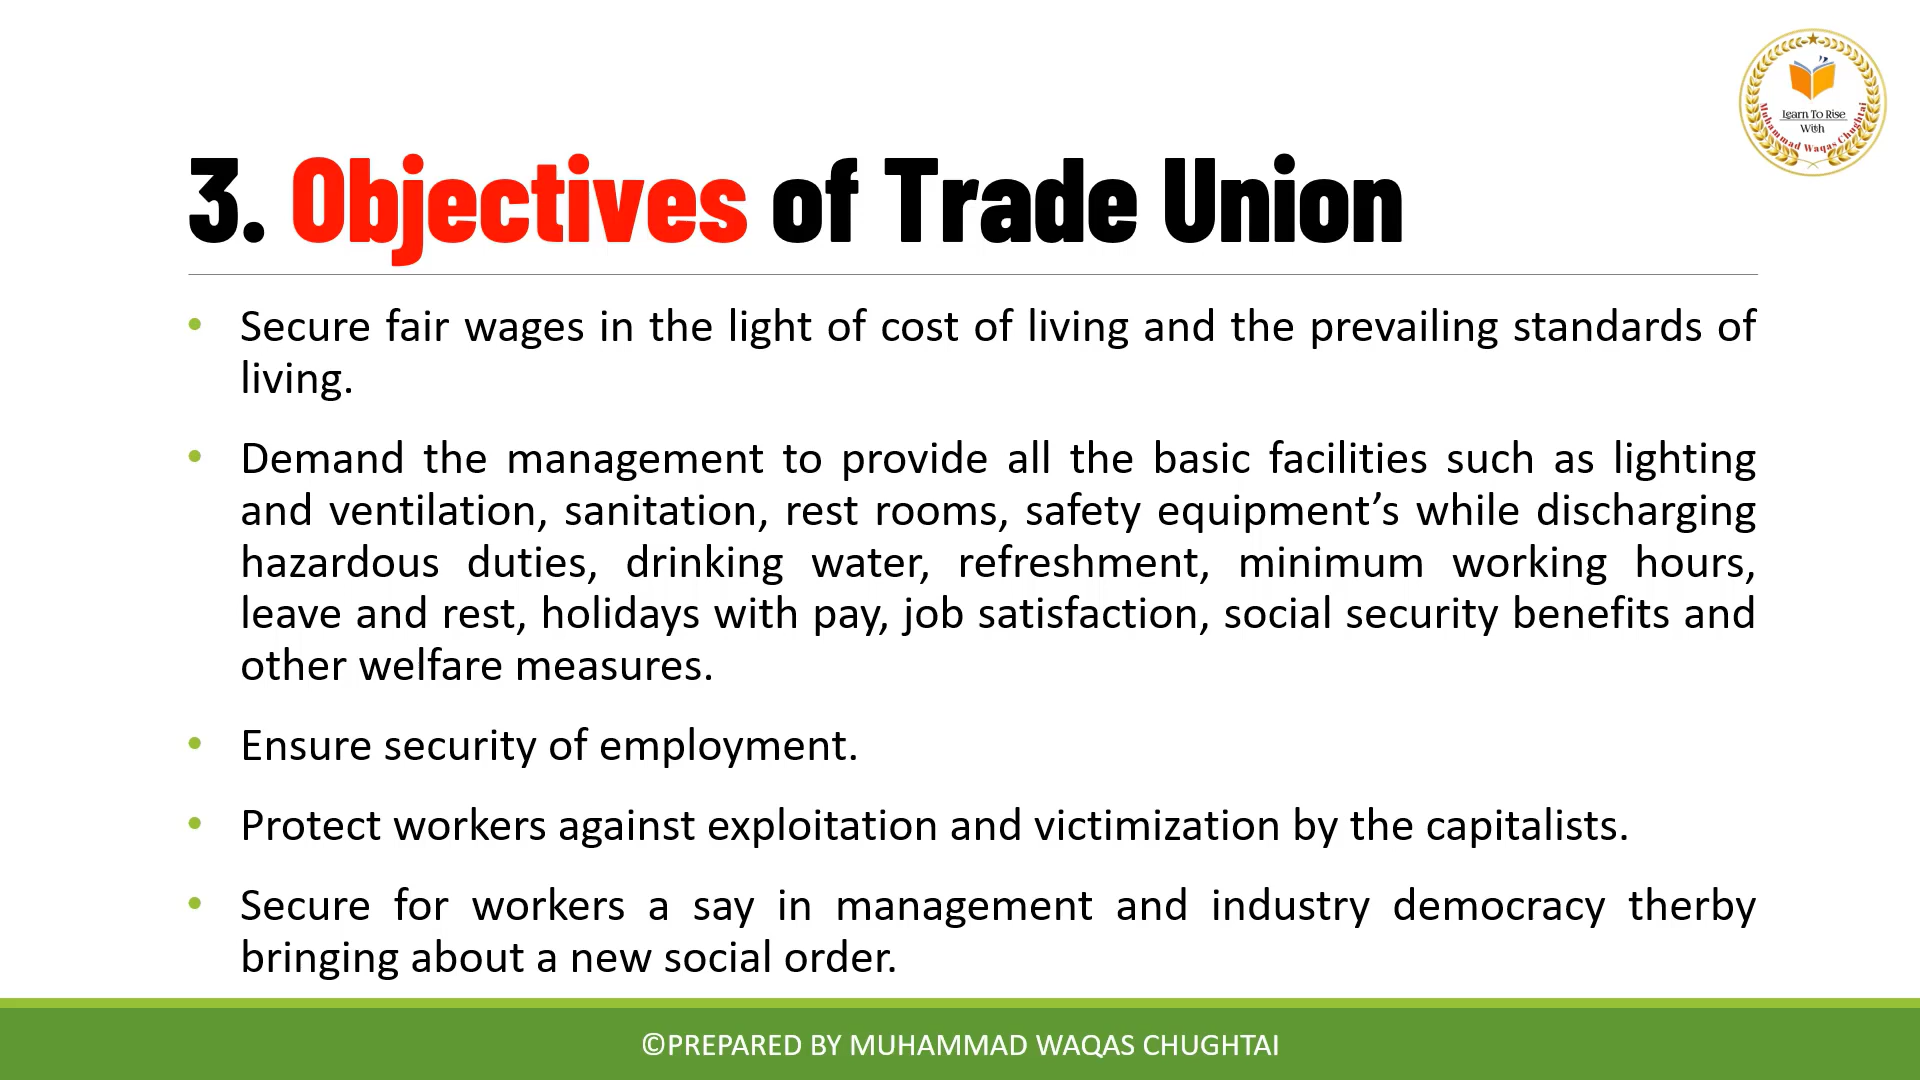 Learn To Rise
With
Muhammad Waqas Chughtai
3. Objectives of Trade Union
• Secure fair wages in the light of cost of living and the prevailing standards of
living.
• Demand the management to provide all the basic facilities such as lighting
and ventilation, sanitation, rest rooms, safety equipment’s while discharging
hazardous duties, drinking water, refreshment, minimum working hours,
leave and rest, holidays with pay, job satisfaction, social security benefits and
other welfare measures.
• Ensure security of employment.
• Protect workers against exploitation and victimization by the capitalists.
• Secure for workers a say in management and industry democracy therby
bringing about a new social order.
©PREPARED BY MUHAMMAD WAQAS CHUGHTAI